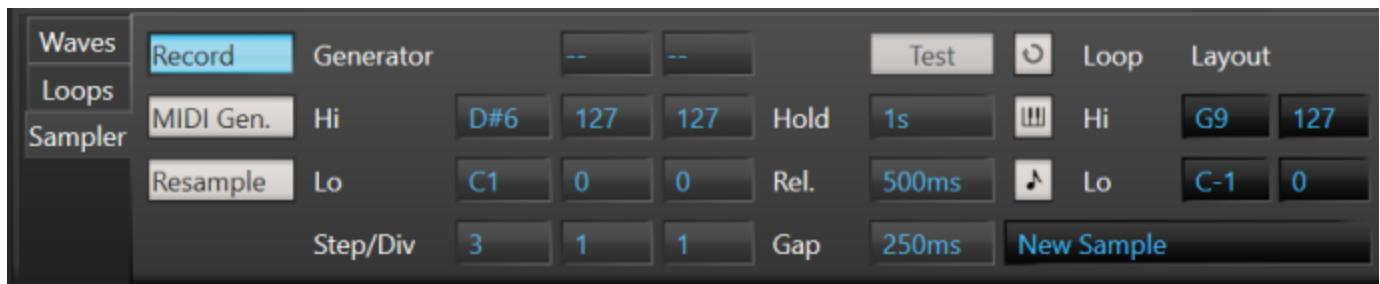 Waves
Loops
Sampler
Record Generator -- -- Test Loop Layout
MIDI Gen. Hi D#6 127 127 Hold 1s Hi G9 127
Resample Lo C1 0 0 Rel. 500ms Lo C-1 0
Step/Div 3 1 1 Gap 250ms New Sample